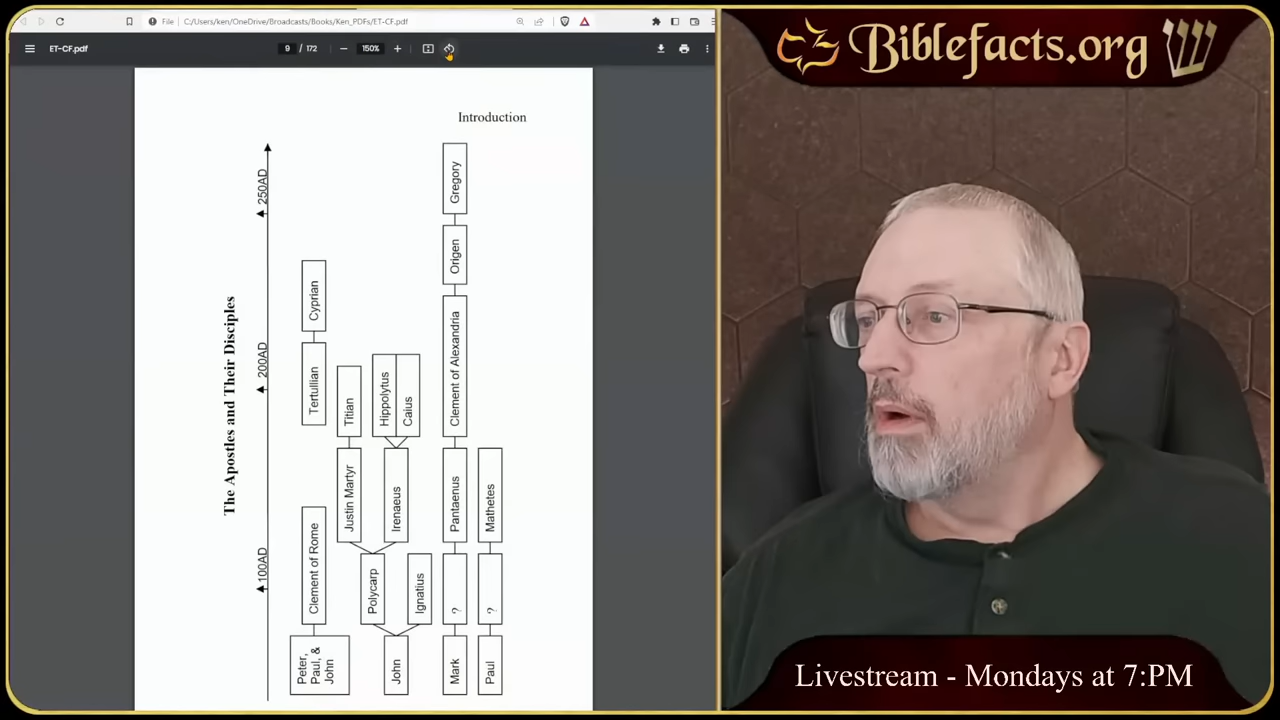 File
C:/Users/ken/OneDrive/Broadcasts/Books/Ken_PDFs/ET-CF.pdf
ET-CF.pdf
9 / 172
150%
Introduction
The Apostles and Their Disciples
100AD
200AD
250AD
Peter,
Paul, &
John
Clement of Rome
Tertullian
Cyprian
John
Polycarp
Ignatius
Justin Martyr
Titian
Irenaeus
Hippolytus
Caius
Mark
?
Pantaenus
Clement of Alexandria
Origen
Gregory
Paul
?
Mathetes
Biblefacts.org
ש
Livestream - Mondays at 7:PM